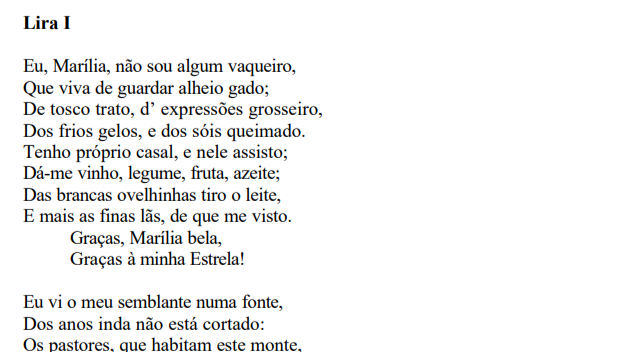 Lira I
Eu, Marília, não sou algum vaqueiro,
Que viva de guardar alheio gado;
De tosco trato, d’ expressões grosseiro,
Dos frios gelos, e dos sóis queimado.
Tenho próprio casal, e nele assisto;
Dá-me vinho, legume, fruta, azeite;
Das brancas ovelhinhas tiro o leite,
E mais as finas lãs, de que me visto.
Graças, Marília bela,
Graças à minha Estrela!
Eu vi o meu semblante numa fonte,
Dos anos inda não está cortado:
Os pastores, que habitam este monte,